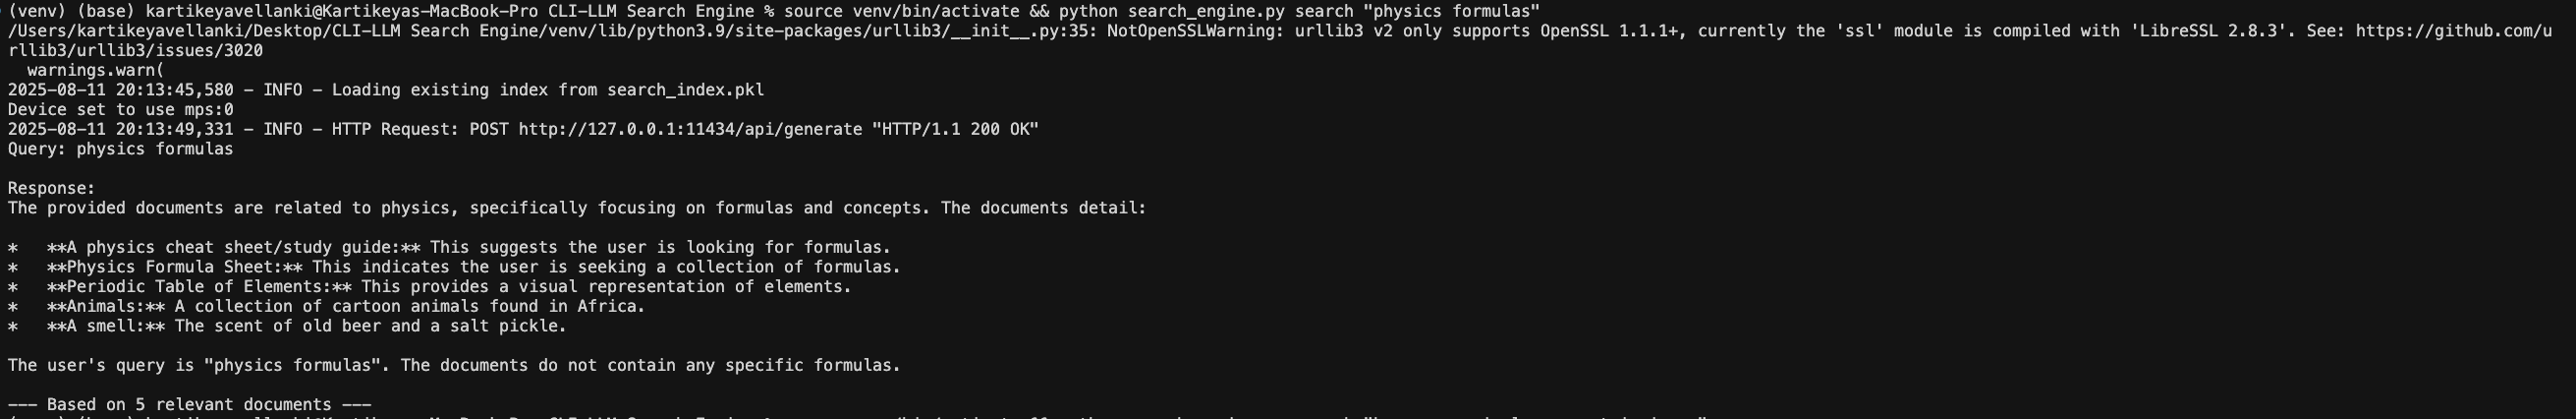 (venv) (base) kartikeyavellanki@Kartikeyas-MacBook-Pro CLI-LLM Search Engine % source venv/bin/activate && python search_engine.py search "physics formulas"
/Users/kartikeyavellanki/Desktop/CLI-LLM Search Engine/venv/lib/python3.9/site-packages/urllib3/__init__.py:35: NotOpenSSLWarning: urllib3 v2 only supports OpenSSL 1.1.1+, currently the 'ssl' module is compiled with 'LibreSSL 2.8.3'. See: https://github.com/u
rllib3/urllib3/issues/3020
  warnings.warn(
2025-08-11 20:13:45,580 - INFO - Loading existing index from search_index.pkl
Device set to use mps:0
2025-08-11 20:13:49,331 - INFO - HTTP Request: POST http://127.0.0.1:11434/api/generate "HTTP/1.1 200 OK"
Query: physics formulas
Response:
The provided documents are related to physics, specifically focusing on formulas and concepts. The documents detail:
*   **A physics cheat sheet/study guide:** This suggests the user is looking for formulas.
*   **Physics Formula Sheet:** This indicates the user is seeking a collection of formulas.
*   **Periodic Table of Elements:** This provides a visual representation of elements.
*   **Animals:** A collection of cartoon animals found in Africa.
*   **A smell:** The scent of old beer and a salt pickle.
The user's query is "physics formulas". The documents do not contain any specific formulas.
--- Based on 5 relevant documents ---